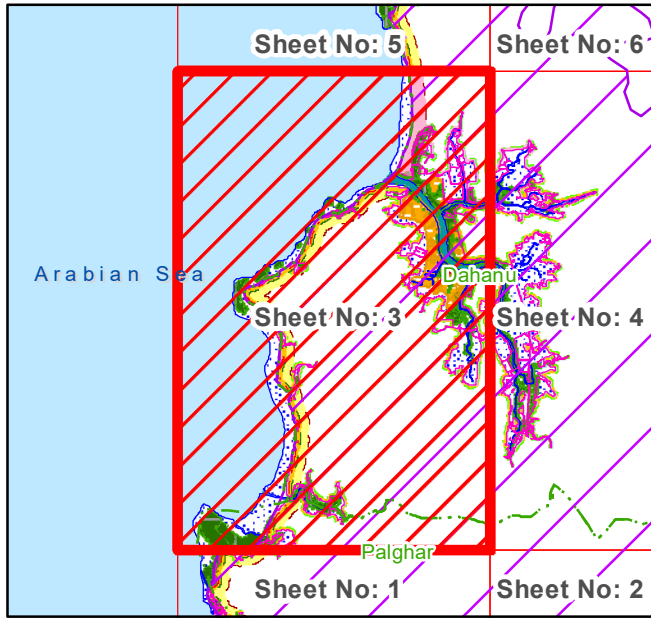 Sheet No: 5
Sheet No: 6
Arabian Sea
Dahanu
Sheet No: 3
Sheet No: 4
Palghar
Sheet No: 1
Sheet No: 2